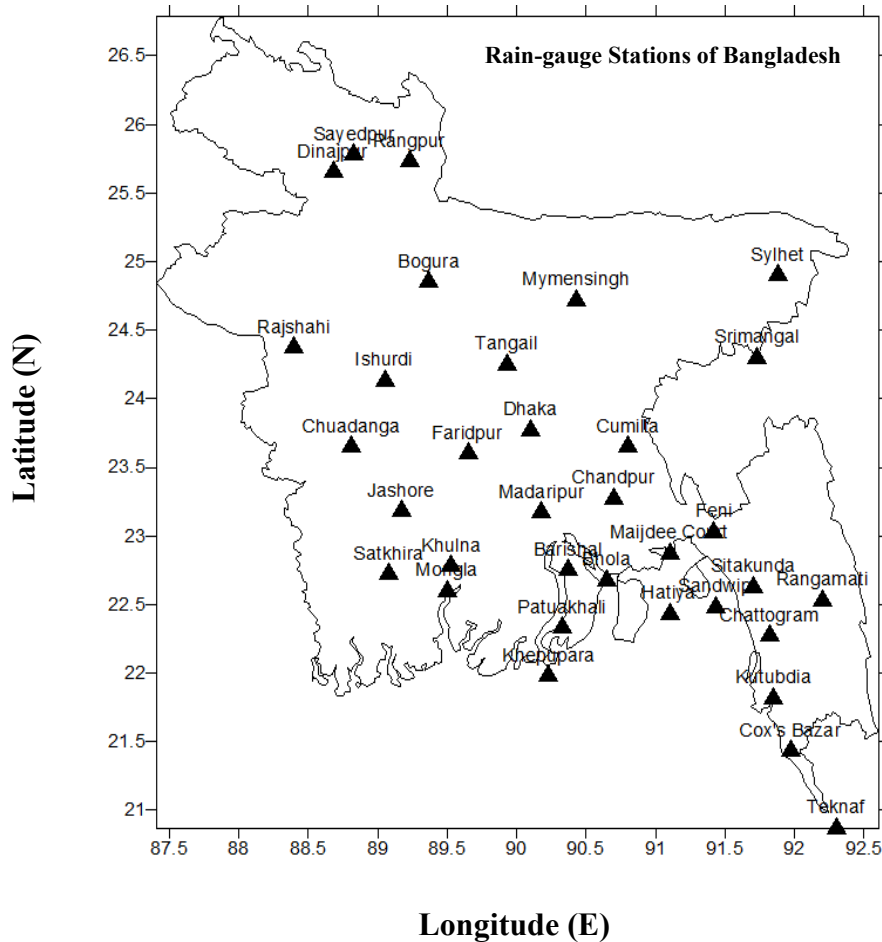 Rain-gauge Stations of Bangladesh
26.5
26
Sayedpur
Rangpur
Dinajpur
25.5
25
Bogura
Mymensingh
Sylhet
24.5
Rajshahi
Ishurdi
Tangail
Srimangal
24
Chuadanga
Faridpur
Dhaka
Cumilla
23.5
Jashore
Madaripur
Chandpur
Feni
23
Maijdee Court
Satkhira
Khulna
Mongla
Barishal
Bhola
Sitakunda
Hatiya
Sandwip
Rangamati
22.5
Patuakhali
Chattogram
22
Khepupara
Kutubdia
21.5
Cox's Bazar
21
Teknaf
87.5 88 88.5 89 89.5 90 90.5 91 91.5 92 92.5
Latitude (N)
Longitude (E)